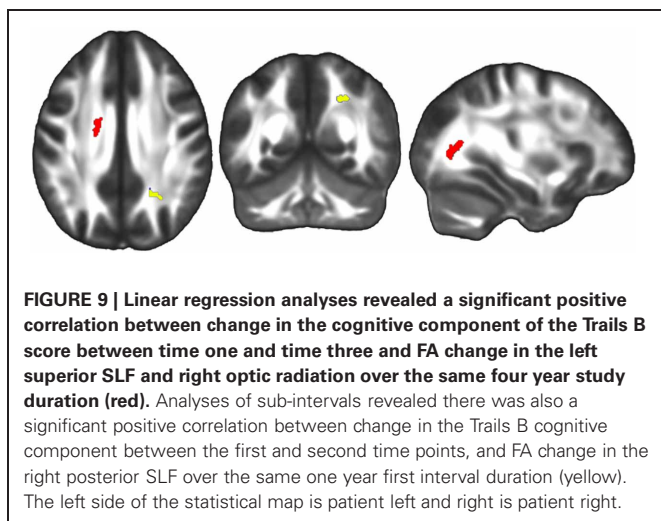 FIGURE 9 | Linear regression analyses revealed a significant positive
correlation between change in the cognitive component of the Trails B
score between time one and time three and FA change in the left
superior SLF and right optic radiation over the same four year study
duration (red). Analyses of sub-intervals revealed there was also a
significant positive correlation between change in the Trails B cognitive
component between the first and second time points, and FA change in the
right posterior SLF over the same one year first interval duration (yellow).
The left side of the statistical map is patient left and right is patient right.